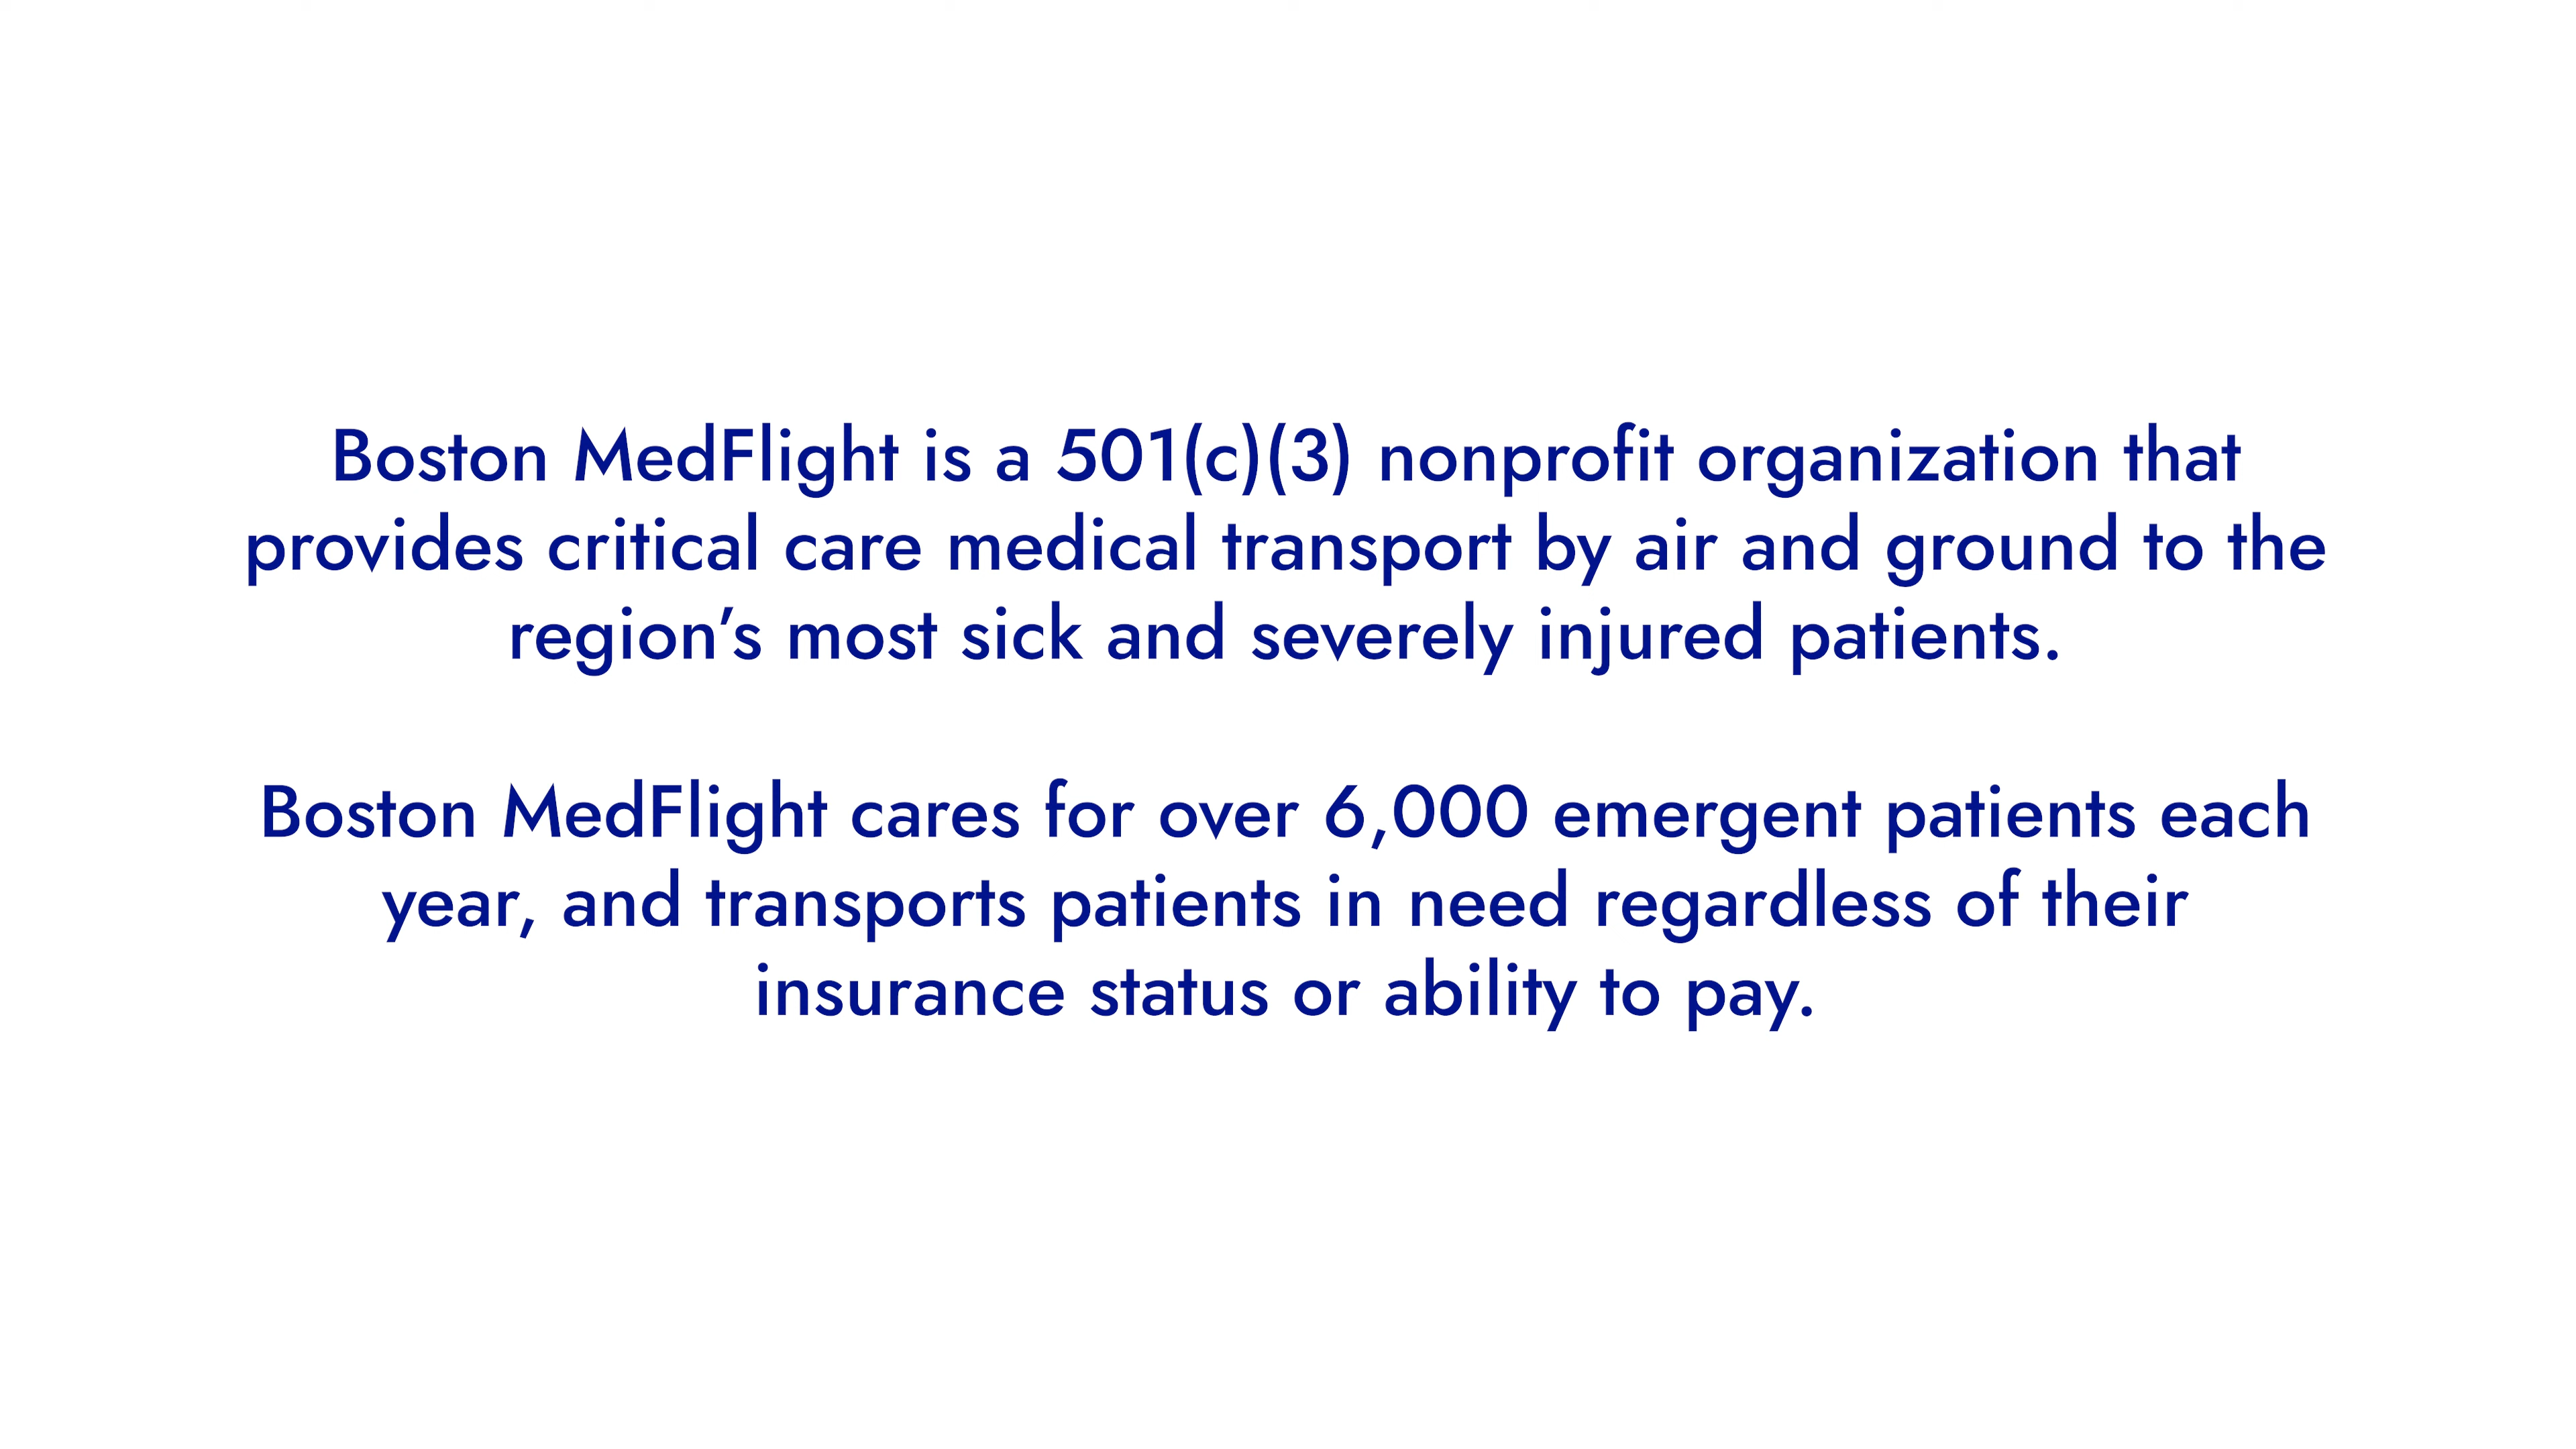 Boston MedFlight is a 501(c)(3) nonprofit organization that
provides critical care medical transport by air and ground to the
region’s most sick and severely injured patients.
Boston MedFlight cares for over 6,000 emergent patients each
year, and transports patients in need regardless of their
insurance status or ability to pay.